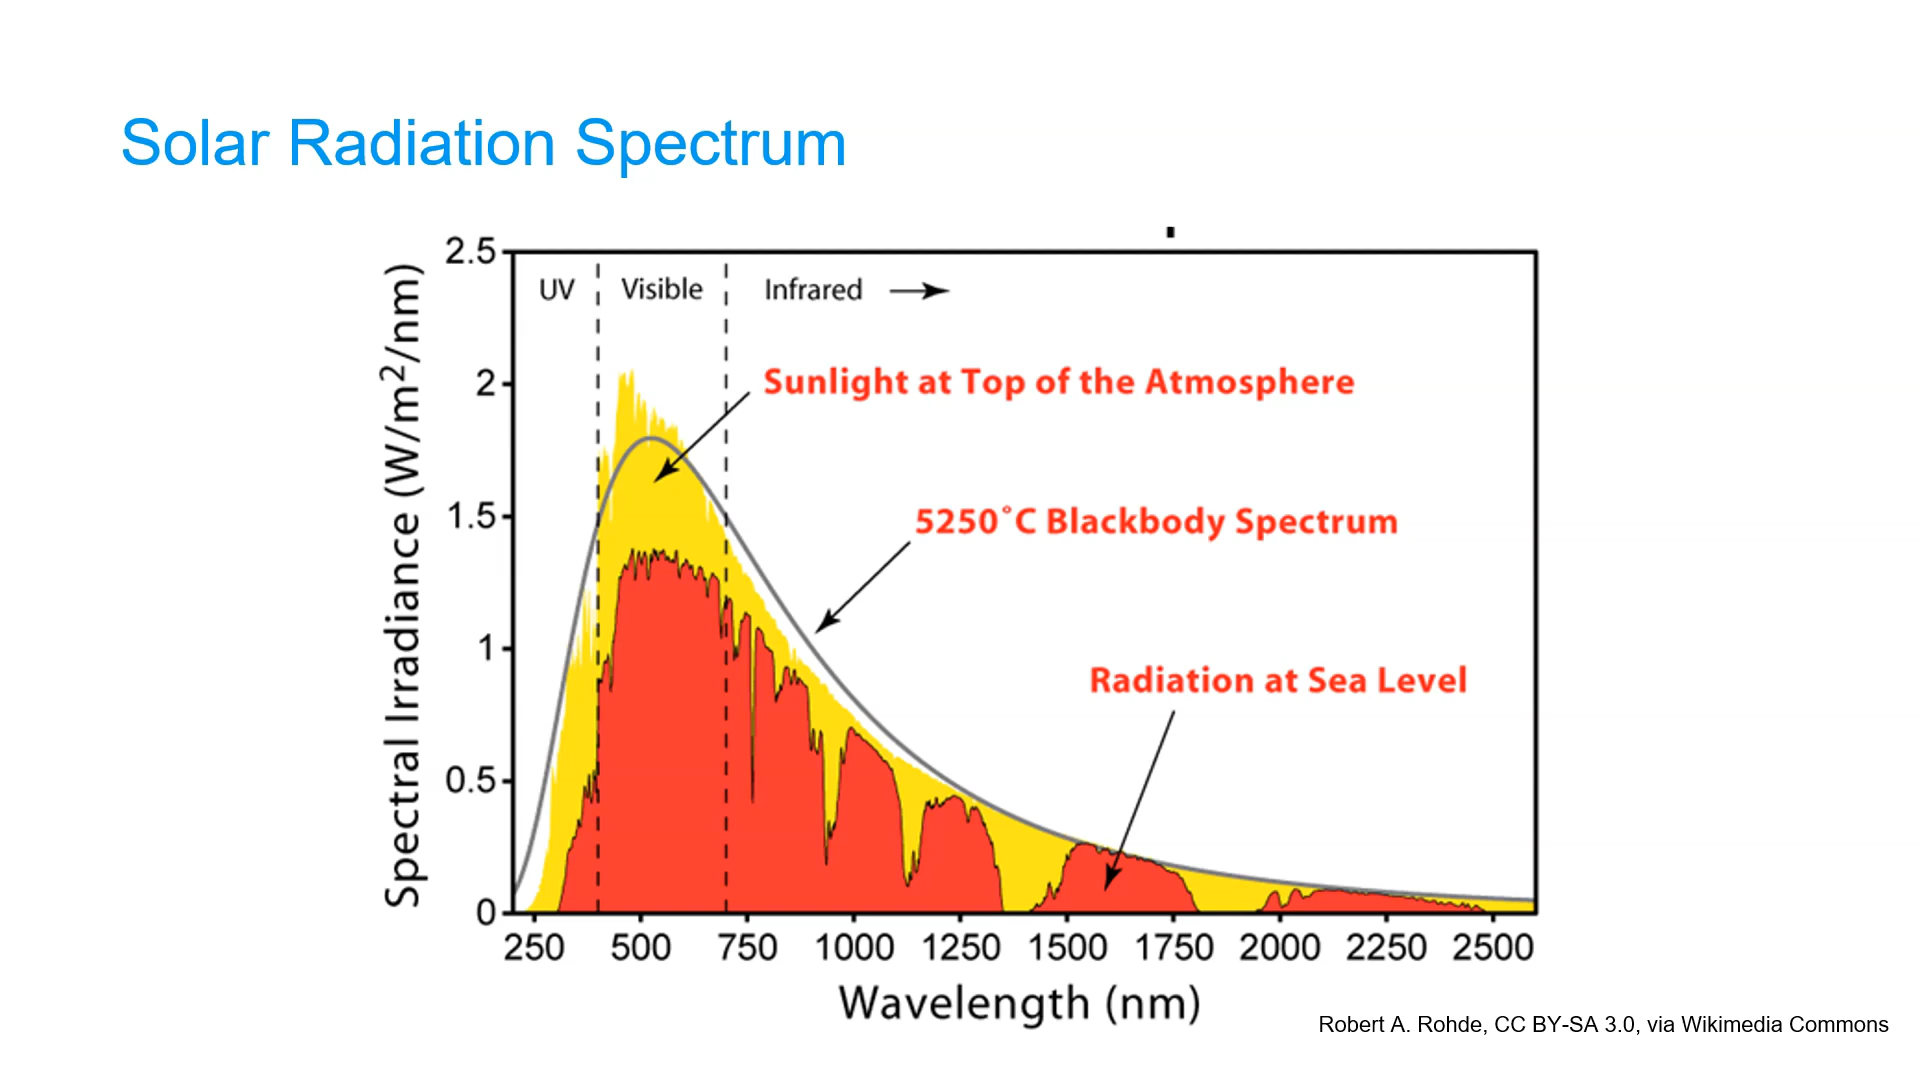 Solar Radiation Spectrum
2.5
2
1.5
1
0.5
0
Spectral Irradiance (W/m²/nm)
UV
Visible
Infrared
Sunlight at Top of the Atmosphere
5250˚C Blackbody Spectrum
Radiation at Sea Level
250 500 750 1000 1250 1500 1750 2000 2250 2500
Wavelength (nm)
Robert A. Rohde, CC BY-SA 3.0, via Wikimedia Commons